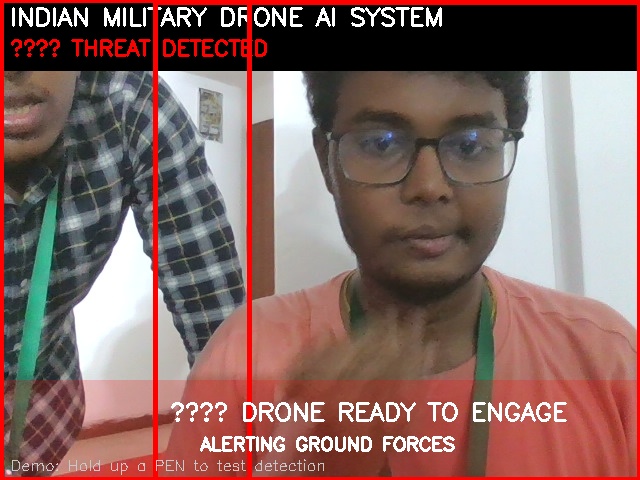 INDIAN MILITARY DRONE AI SYSTEM
???? THREAT DETECTED
???? DRONE READY TO ENGAGE
ALERTING GROUND FORCES
Demo: Hold up a PEN to test detection